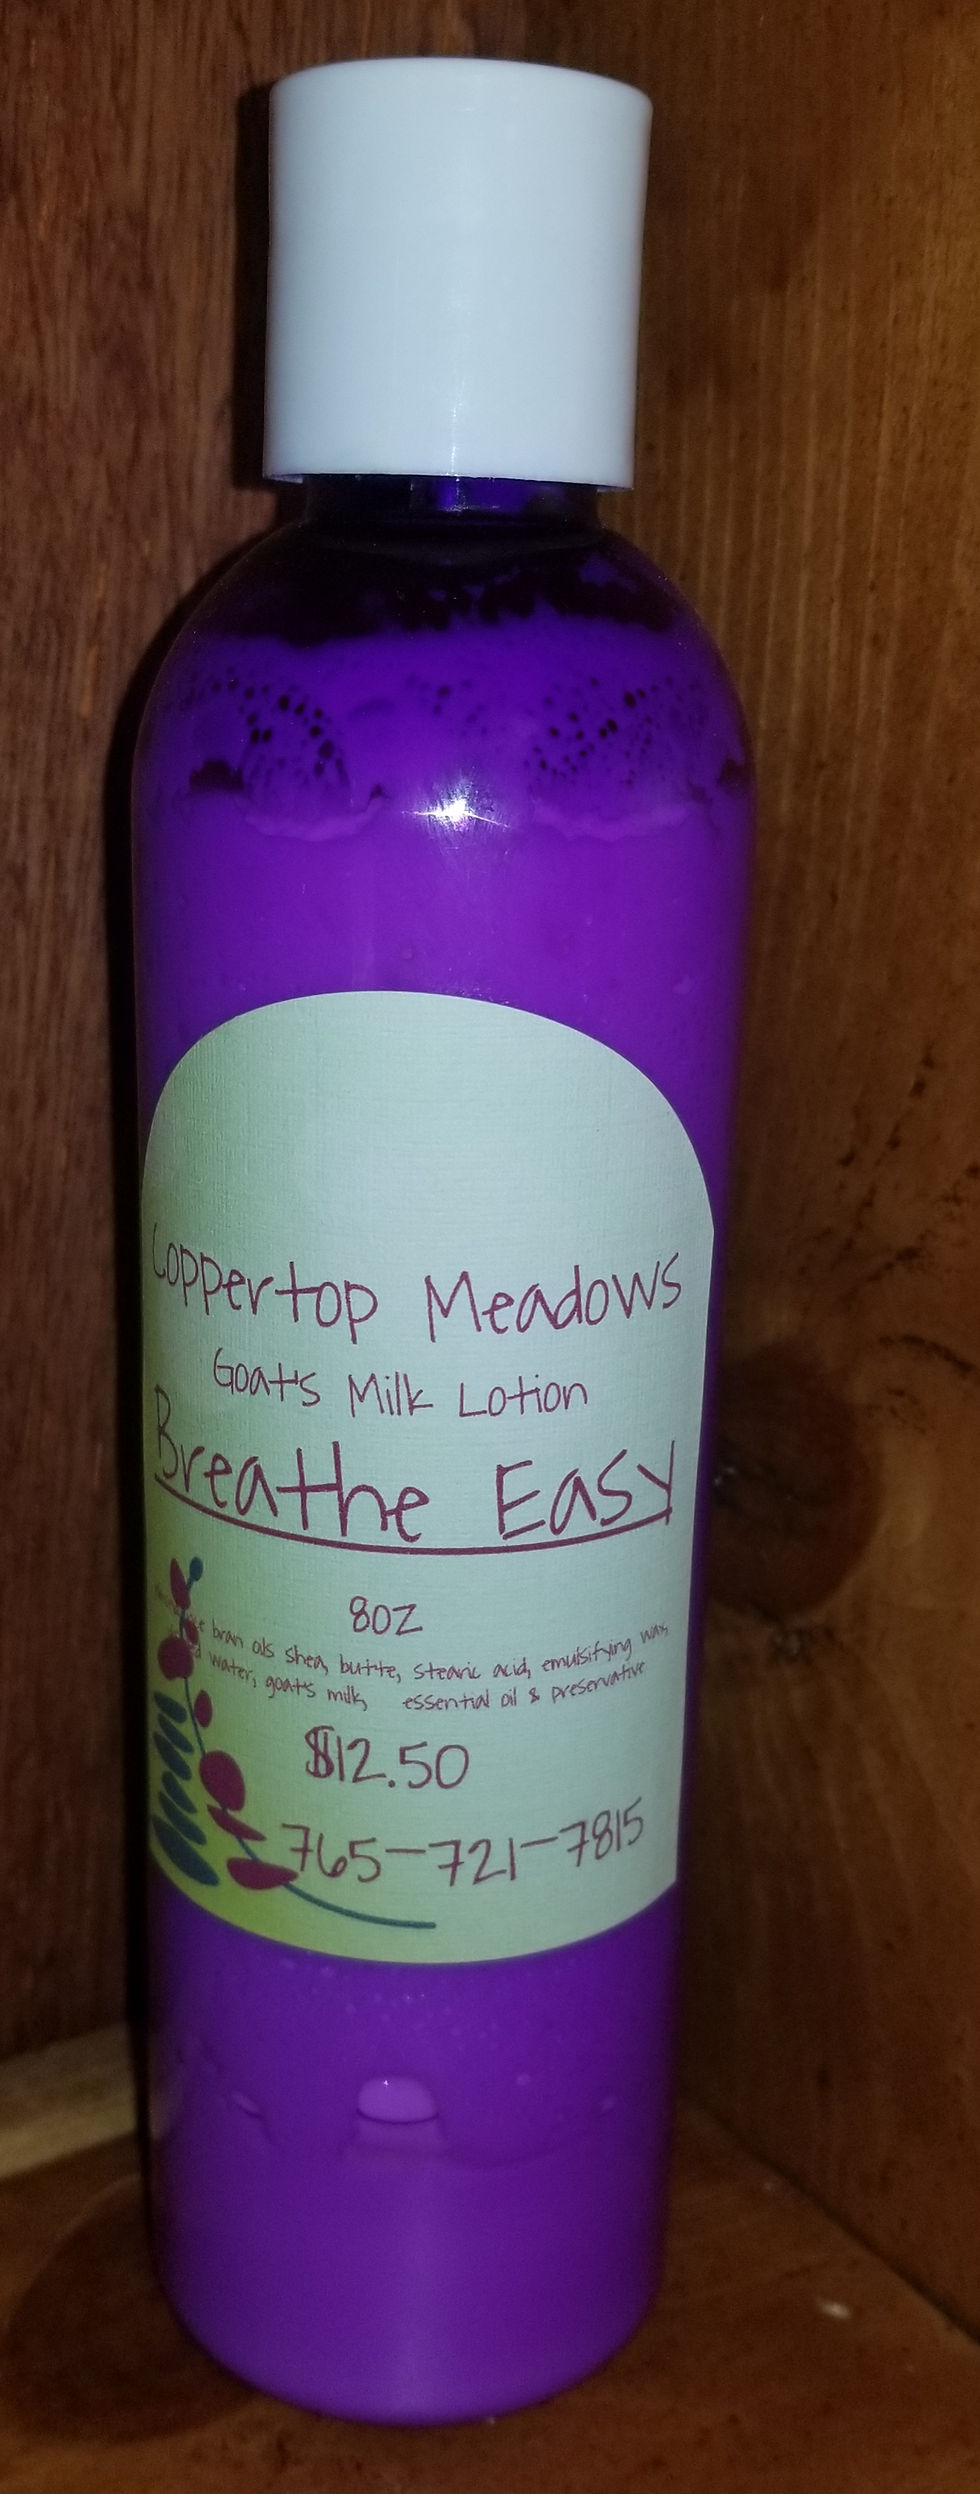 Coppertop Meadows
Goat's Milk Lotion
Breathe Easy
8oz
bran oils shea, butte, stearic acid, emulsifying wax,
water, goat's milk, essential oil & preservative
$12.50
765-721-7815